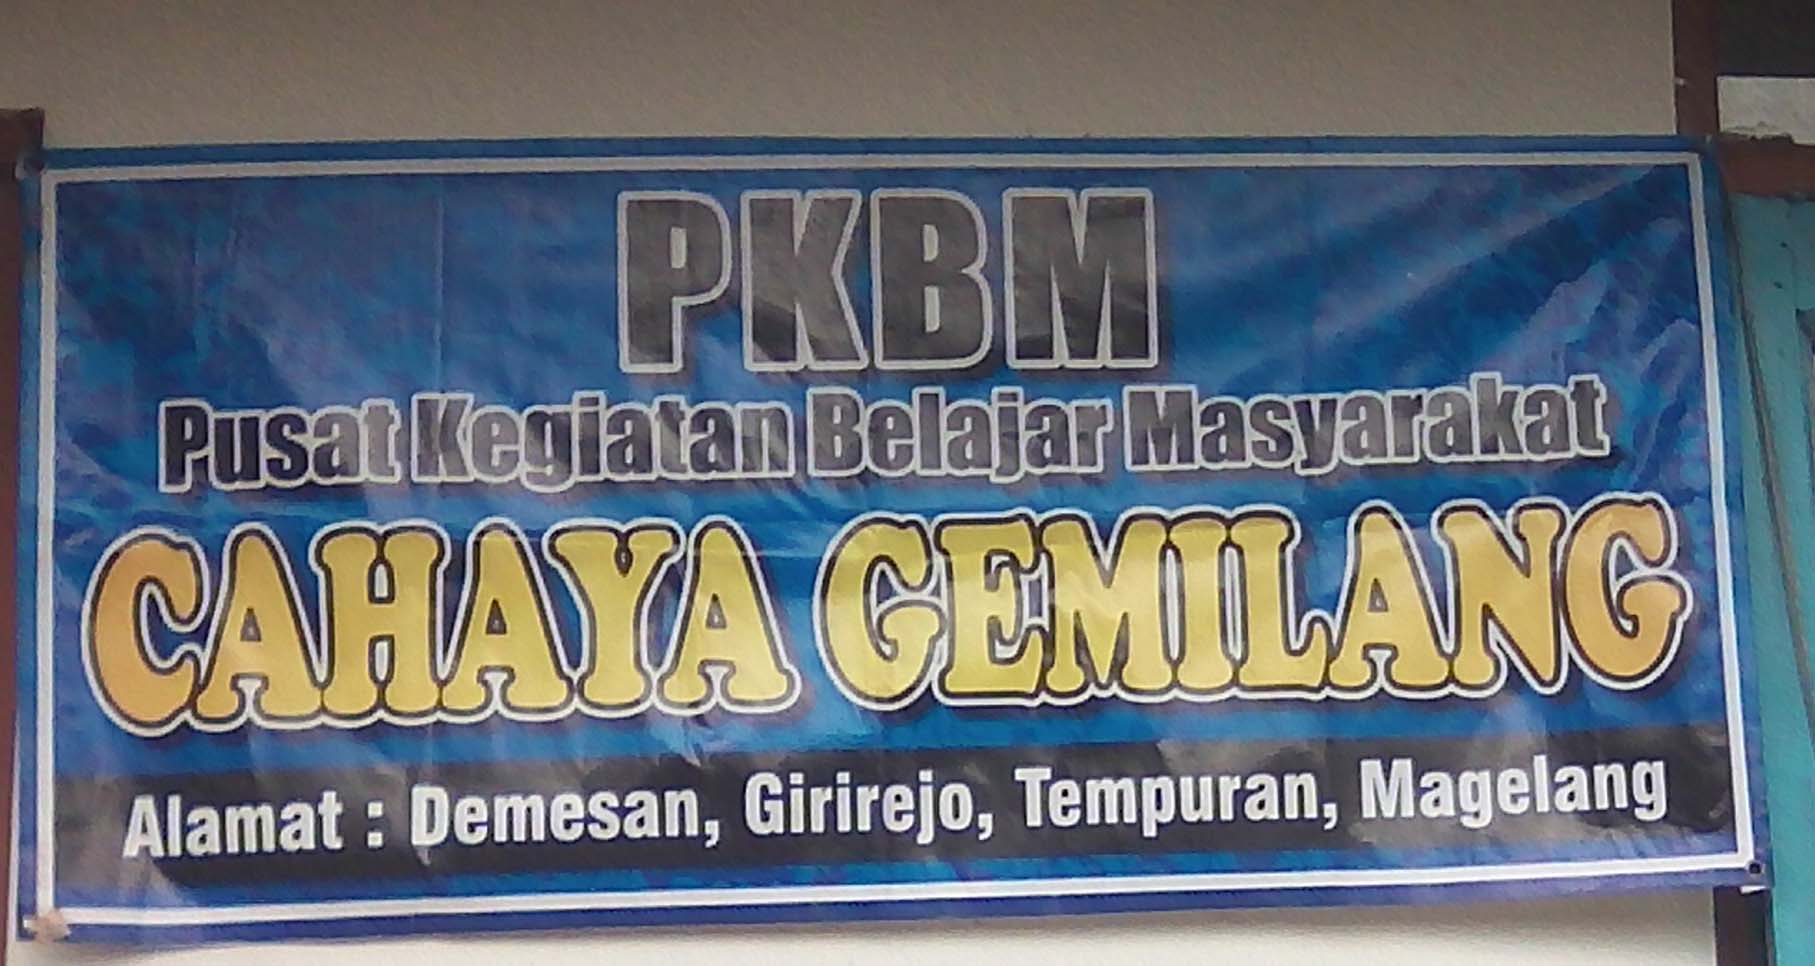 PKBM
Pusat Kegiatan Belajar Masyarakat
CAHAYA GEMILANG
Alamat : Demesan, Girirejo, Tempuran, Magelang